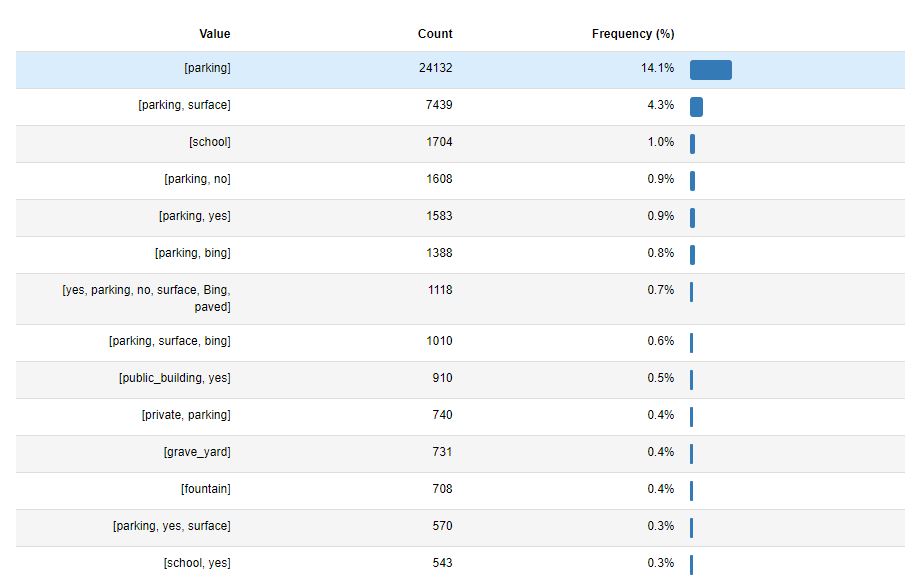 Value Count Frequency (%)
[parking] 24132 14.1%
[parking, surface] 7439 4.3%
[school] 1704 1.0%
[parking, no] 1608 0.9%
[parking, yes] 1583 0.9%
[parking, bing] 1388 0.8%
[yes, parking, no, surface, Bing, 1118 0.7%
paved]
[parking, surface, bing] 1010 0.6%
[public_building, yes] 910 0.5%
[private, parking] 740 0.4%
[grave_yard] 731 0.4%
[fountain] 708 0.4%
[parking, yes, surface] 570 0.3%
[school, yes] 543 0.3%